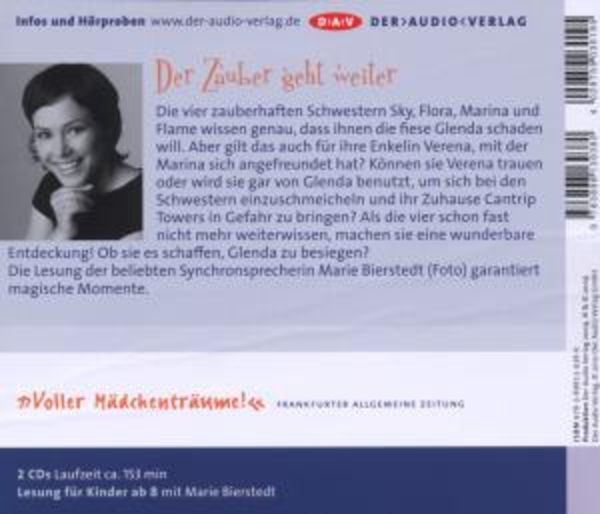 Infos und Hörproben www.der-audio-verlag.de DAV DER>AUDIO<VERLAG
Der Zauber geht weiter
Die vier zauberhaften Schwestern Sky, Flora, Marina und
Flame wissen genau, dass ihnen die fiese Glenda schaden
will. Aber gilt das auch für ihre Enkelin Verena, mit der
Marina sich angefreundet hat? Können sie Verena trauen
oder wird sie gar von Glenda benutzt, um sich bei den
Schwestern einzuschmeicheln und ihr Zuhause Cantrip
Towers in Gefahr zu bringen? Als die vier schon fast
nicht mehr weiterwissen, machen sie eine wunderbare
Entdeckung! Ob sie es schaffen, Glenda zu besiegen?
Die Lesung der beliebten Synchronsprecherin Marie Bierstedt (Foto) garantiert
magische Momente.
»Voller Mädchenträume!« FRANKFURTER ALLGEMEINE ZEITUNG
2 CDs Laufzeit ca. 153 min
Lesung für Kinder ab 8 mit Marie Bierstedt